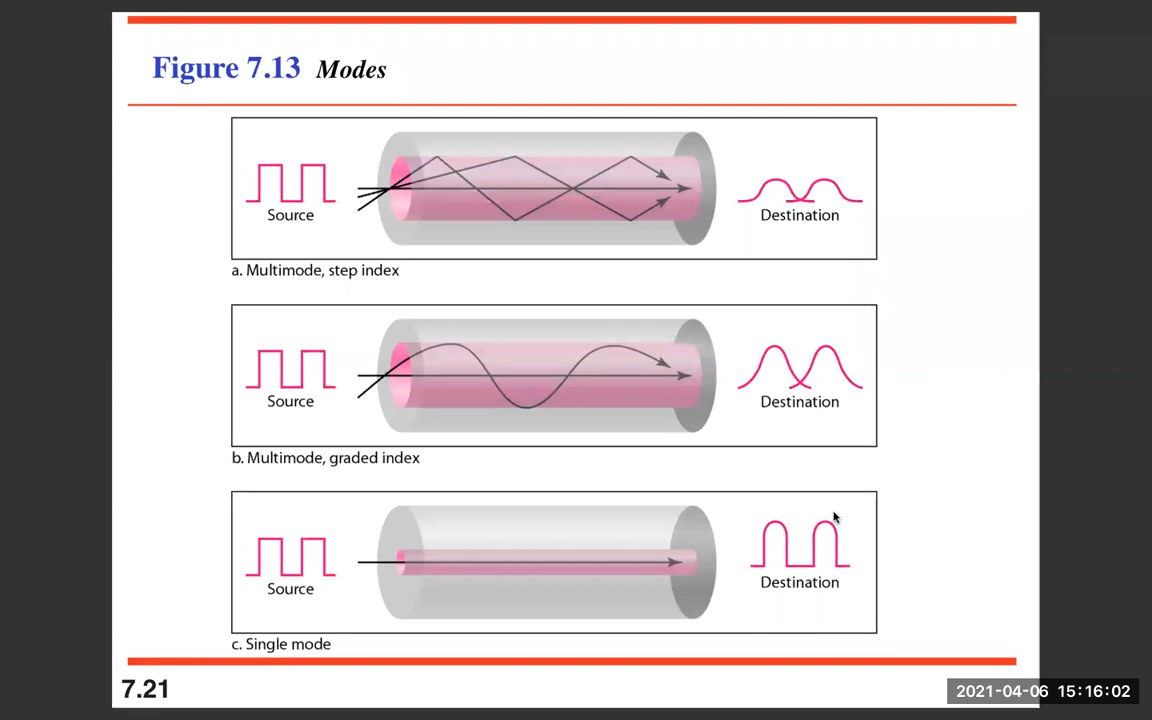 Figure 7.13 Modes
Source
Destination
a. Multimode, step index
Source
Destination
b. Multimode, graded index
Source
Destination
c. Single mode
7.21
2021-04-06 15:16:02